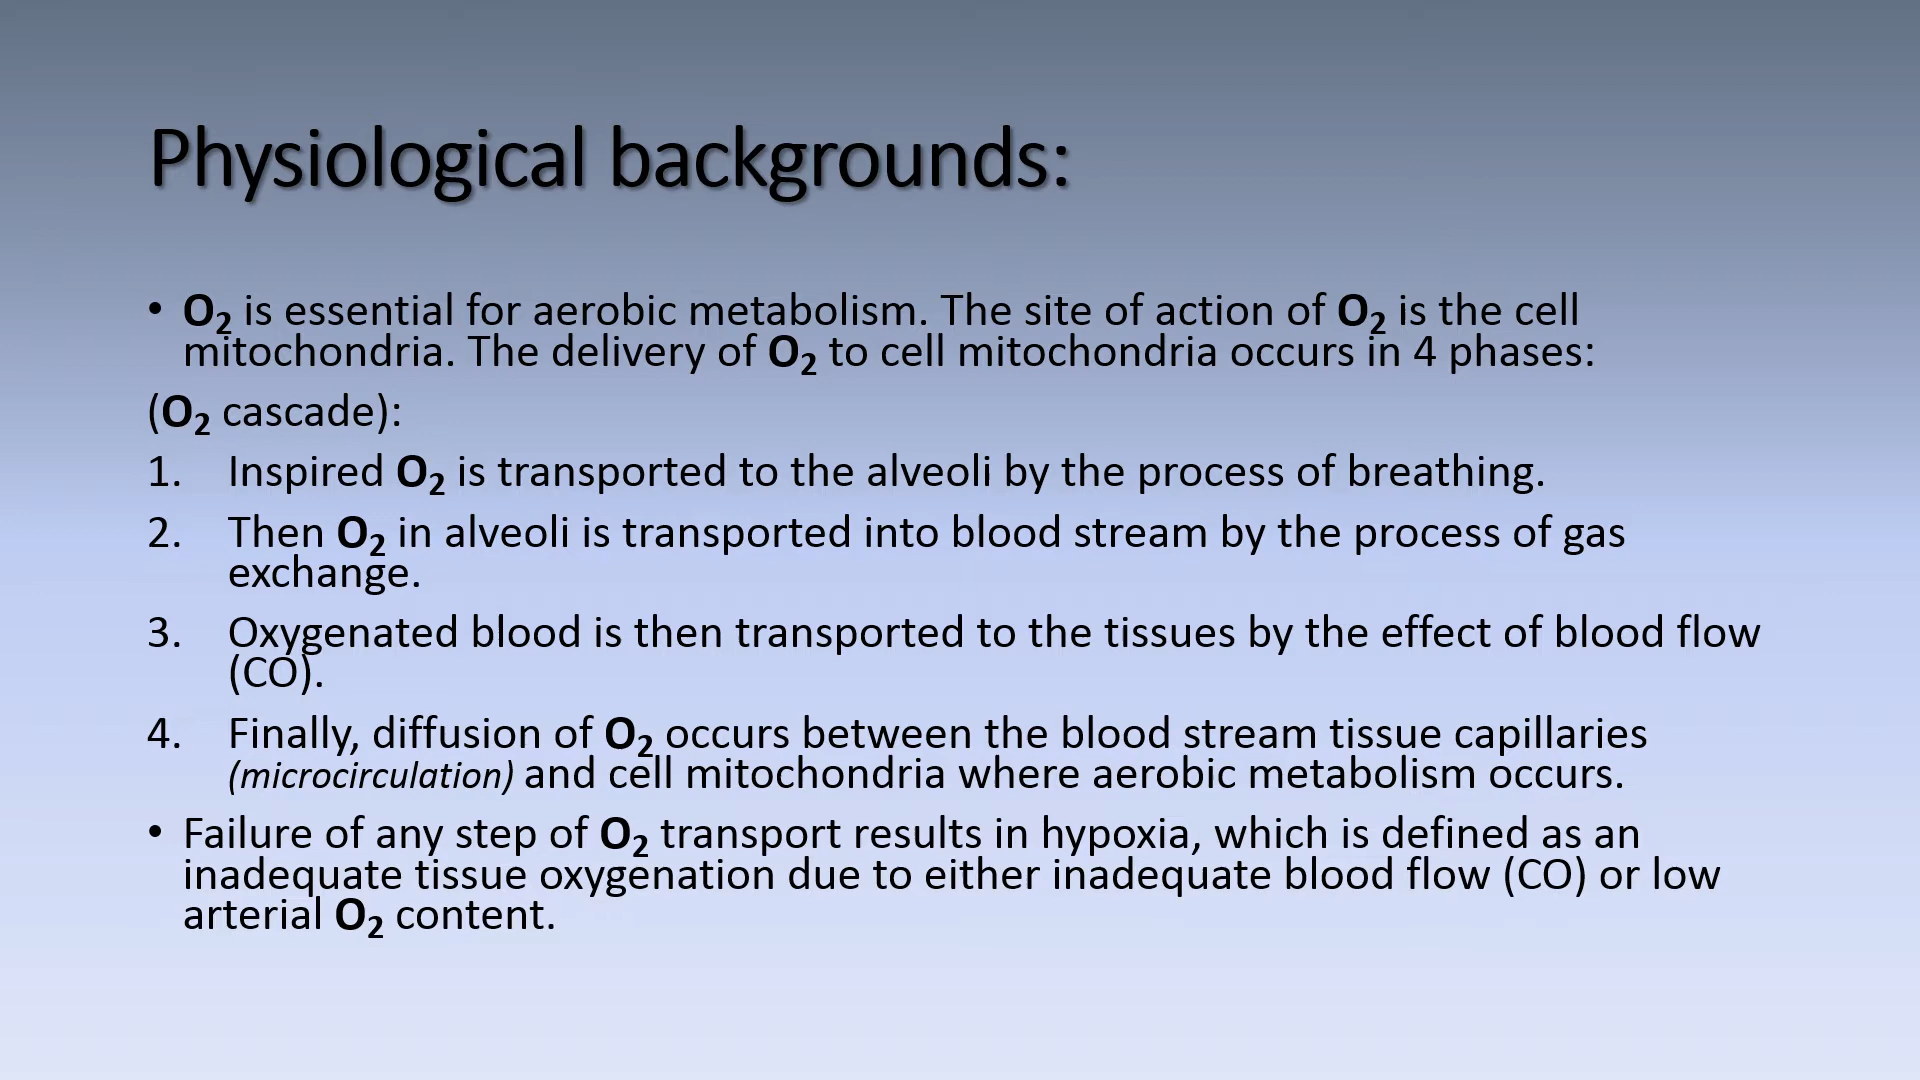 Physiological backgrounds:
• O₂ is essential for aerobic metabolism. The site of action of O₂ is the cell
mitochondria. The delivery of O₂ to cell mitochondria occurs in 4 phases:
(O₂ cascade):
1. Inspired O₂ is transported to the alveoli by the process of breathing.
2. Then O₂ in alveoli is transported into blood stream by the process of gas
exchange.
3. Oxygenated blood is then transported to the tissues by the effect of blood flow
(CO).
4. Finally, diffusion of O₂ occurs between the blood stream tissue capillaries
(microcirculation) and cell mitochondria where aerobic metabolism occurs.
• Failure of any step of O₂ transport results in hypoxia, which is defined as an
inadequate tissue oxygenation due to either inadequate blood flow (CO) or low
arterial O₂ content.